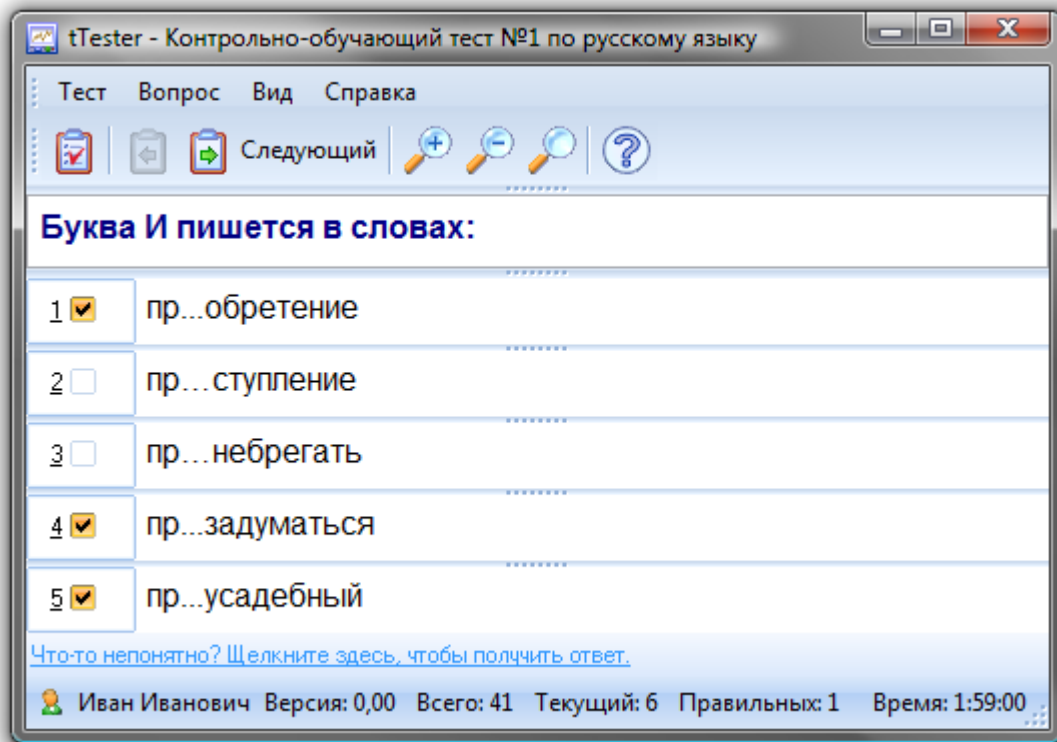 tTester - Контрольно-обучающий тест №1 по русскому языку
Тест Вопрос Вид Справка
Следующий
Буква И пишется в словах:
1 пр...обретение
2 пр...ступление
3 пр...небрегать
4 пр...задуматься
5 пр...усадебный
Что-то непонятно? Щелкните здесь, чтобы получить ответ.
Иван Иванович Версия: 0,00 Всего: 41 Текущий: 6 Правильных: 1 Время: 1:59:00